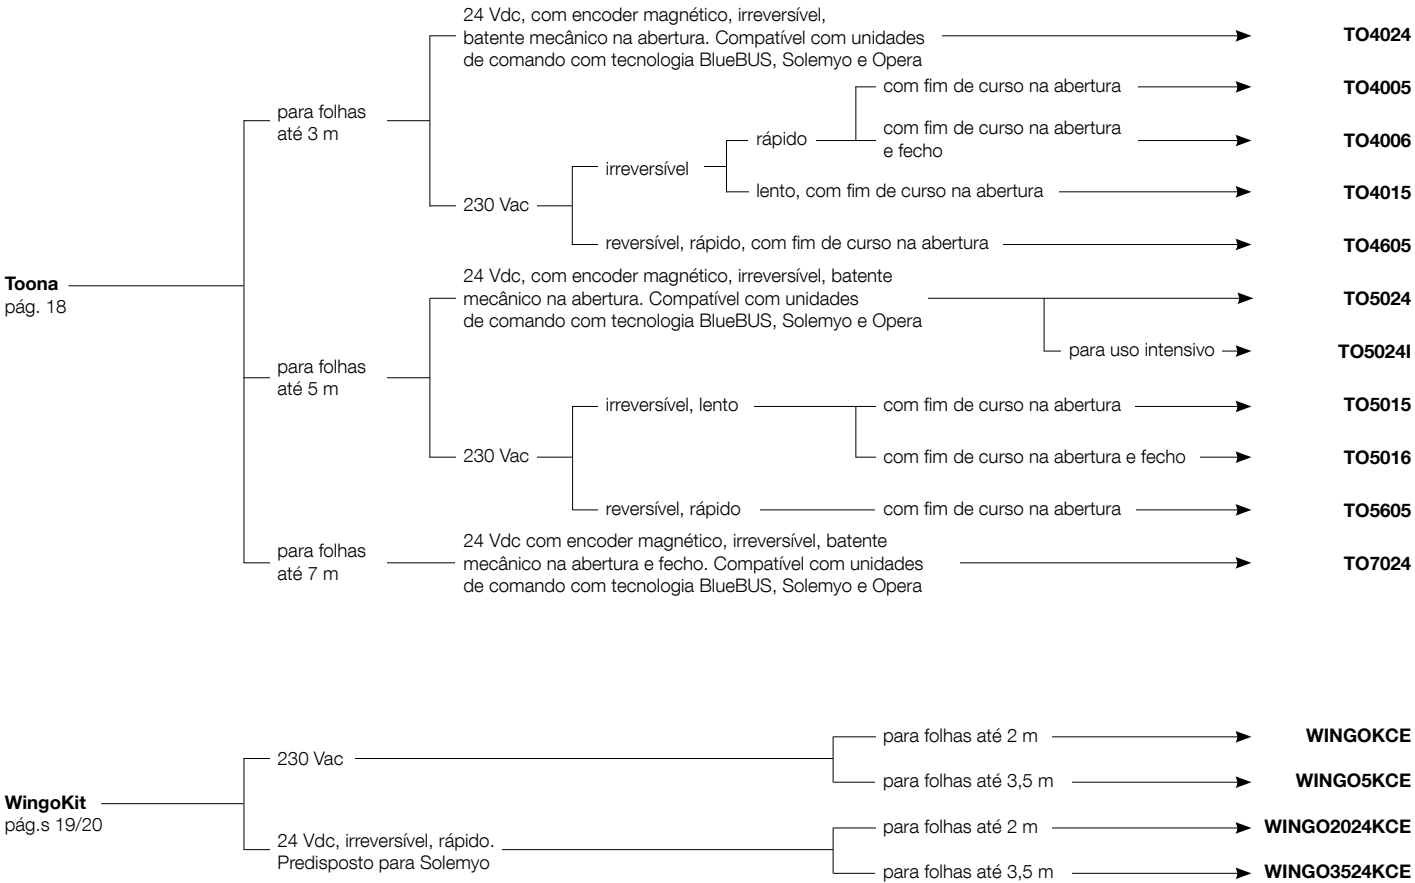 24 Vdc, com encoder magnético, irreversível,
batente mecânico na abertura. Compatível com unidades
de comando com tecnologia BlueBUS, Solemyo e Opera
TO4024
com fim de curso na abertura
TO4005
para folhas
até 3 m
com fim de curso na abertura
e fecho
TO4006
rápido
irreversível
lento, com fim de curso na abertura
TO4015
230 Vac
reversível, rápido, com fim de curso na abertura
TO4605
Toona
pág. 18
24 Vdc, com encoder magnético, irreversível, batente
mecânico na abertura. Compatível com unidades
de comando com tecnologia BlueBUS, Solemyo e Opera
TO5024
para uso intensivo
TO5024I
para folhas
até 5 m
irreversível, lento
com fim de curso na abertura
TO5015
230 Vac
com fim de curso na abertura e fecho
TO5016
reversível, rápido
com fim de curso na abertura
TO5605
para folhas
até 7 m
24 Vdc com encoder magnético, irreversível, batente
mecânico na abertura e fecho. Compatível com unidades
de comando com tecnologia BlueBUS, Solemyo e Opera
TO7024
para folhas até 2 m
WINGOKCE
230 Vac
para folhas até 3,5 m
WINGO5KCE
WingoKit
pág.s 19/20
para folhas até 2 m
WINGO2024KCE
24 Vdc, irreversível, rápido.
Predisposto para Solemyo
para folhas até 3,5 m
WINGO3524KCE